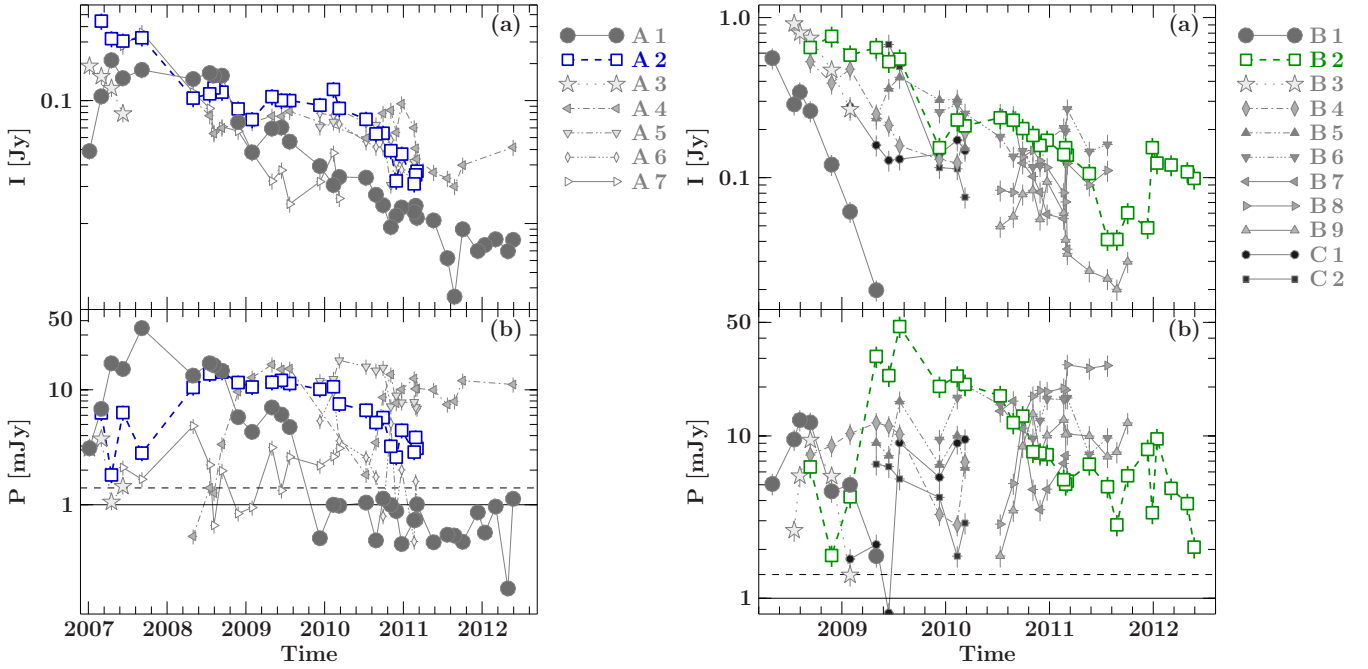 (a)
I [Jy]
0.1
A 1
A 2
A 3
A 4
A 5
A 6
A 7
(b)
P [mJy]
50
10
1
2007 2008 2009 2010 2011 2012
Time
(a)
I [Jy]
1.0
0.1
B 1
B 2
B 3
B 4
B 5
B 6
B 7
B 8
B 9
C 1
C 2
(b)
P [mJy]
50
10
1
2009 2010 2011 2012
Time